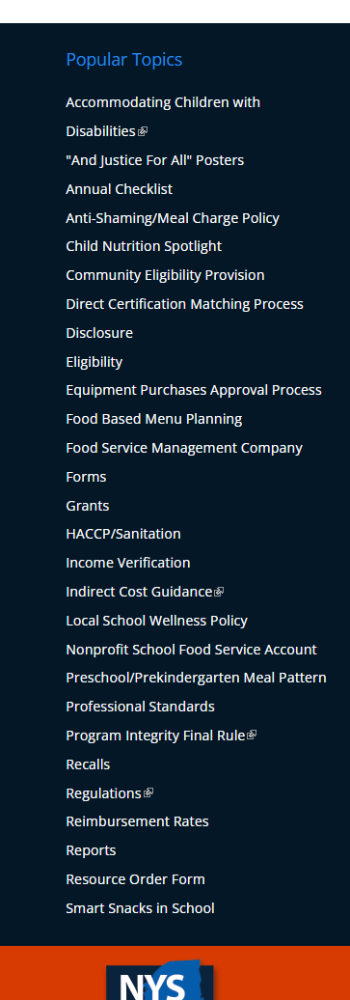 Popular Topics
Accommodating Children with
Disabilities
"And Justice For All" Posters
Annual Checklist
Anti-Shaming/Meal Charge Policy
Child Nutrition Spotlight
Community Eligibility Provision
Direct Certification Matching Process
Disclosure
Eligibility
Equipment Purchases Approval Process
Food Based Menu Planning
Food Service Management Company
Forms
Grants
HACCP/Sanitation
Income Verification
Indirect Cost Guidance
Local School Wellness Policy
Nonprofit School Food Service Account
Preschool/Prekindergarten Meal Pattern
Professional Standards
Program Integrity Final Rule
Recalls
Regulations
Reimbursement Rates
Reports
Resource Order Form
Smart Snacks in School
NYS